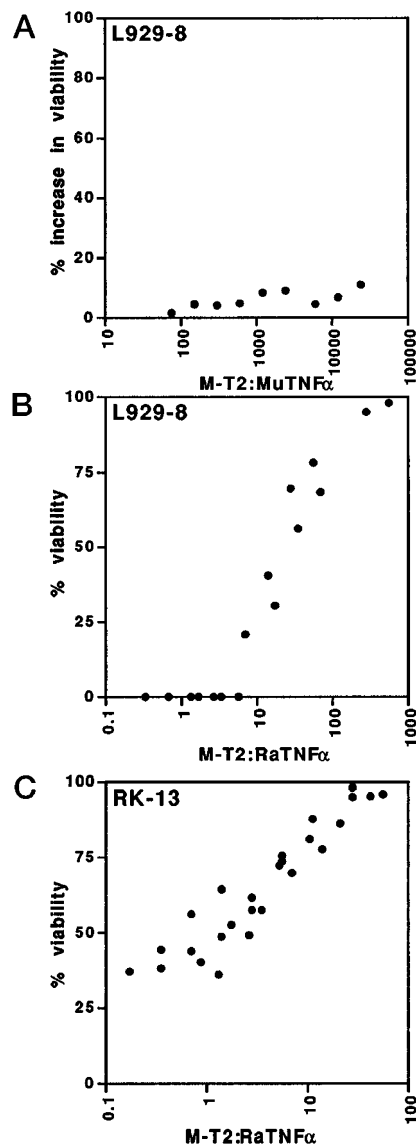 A
L929-8
% increase in viability
100
80
60
40
20
0
10
100
1000
10000
100000
M-T2:MuTNFα
B
L929-8
% viability
100
75
50
25
0
0.1
1
10
100
1000
M-T2:RaTNFα
C
RK-13
% viability
100
75
50
25
0
0.1
1
10
100
M-T2:RaTNFα